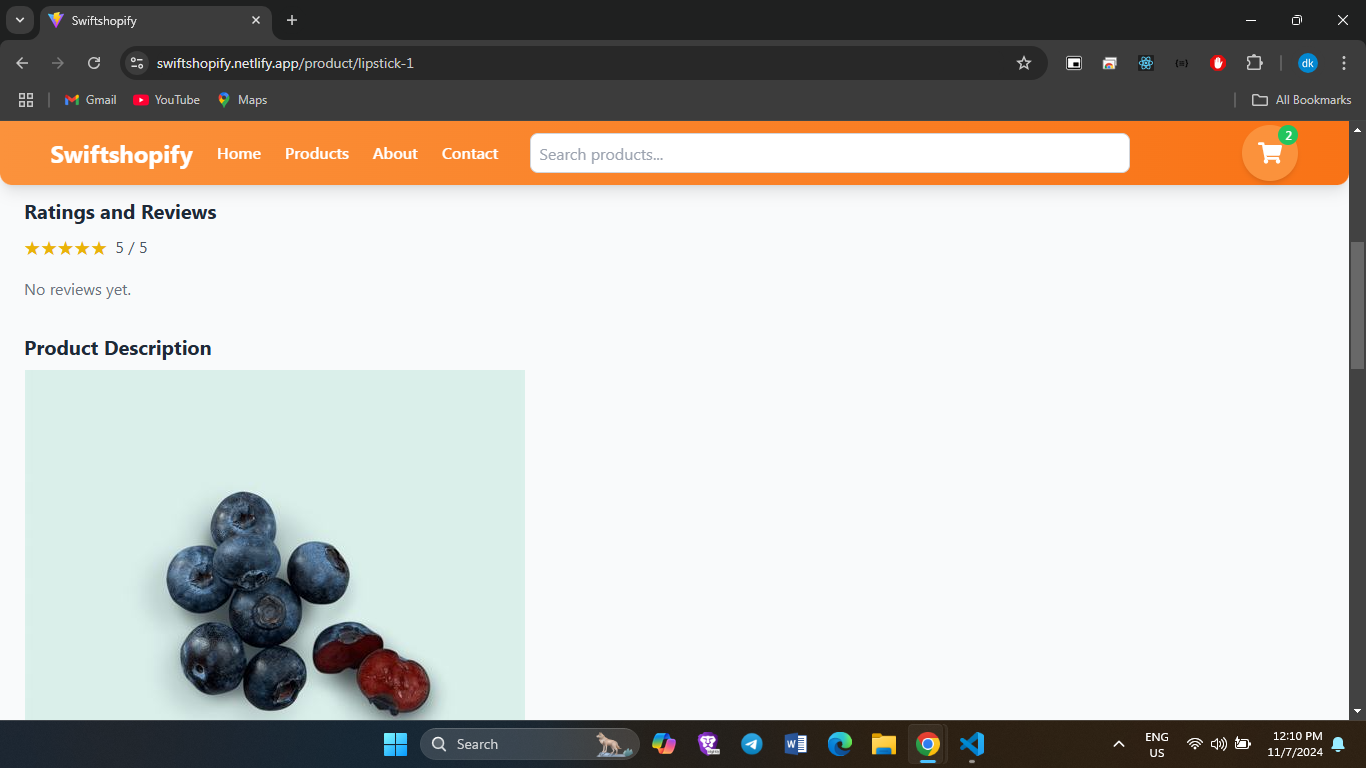 Swiftshopify
swiftshopify.netlify.app/product/lipstick-1
dk
Gmail
YouTube
Maps
All Bookmarks
Swiftshopify
Home
Products
About
Contact
Search products...
2
Ratings and Reviews
★★★★★ 5 / 5
No reviews yet.
Product Description
Search
ENG
US
12:10 PM
11/7/2024